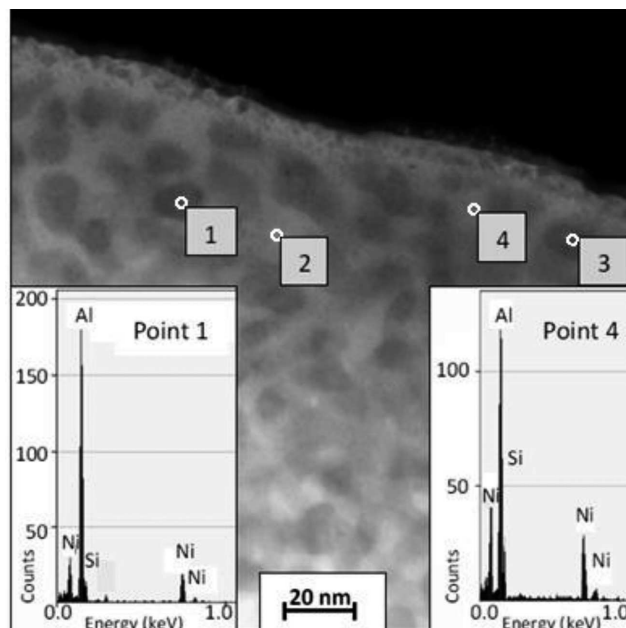 1
2
4
3
200
150
100
50
Counts
Al
Point 1
Ni
Si
Ni
Ni
0.0
1.0
Energy (keV)
20 nm
100
50
Counts
Al
Point 4
Si
Ni
Ni
Ni
0.0
1.0
Energy (keV)